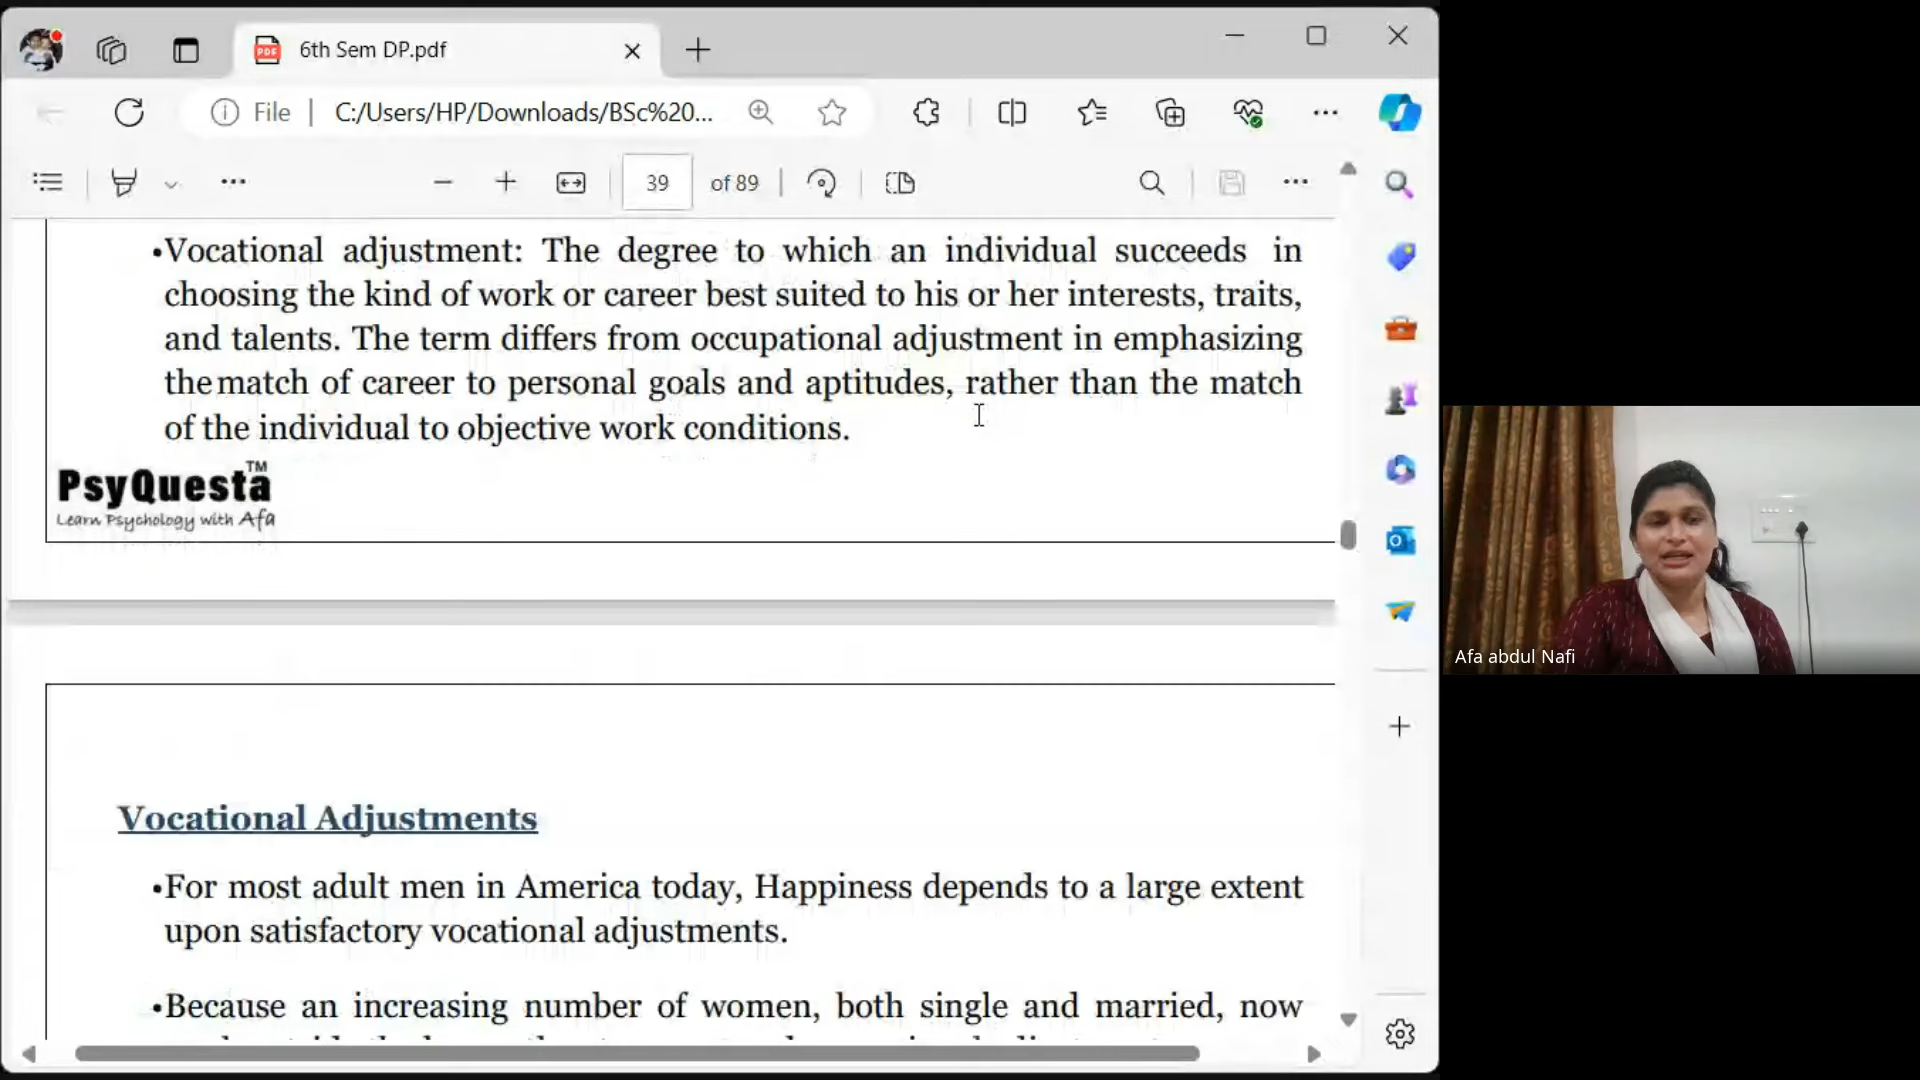 6th Sem DP.pdf
File
C:/Users/HP/Downloads/BSc%20...
39 of 89
•Vocational adjustment: The degree to which an individual succeeds in
choosing the kind of work or career best suited to his or her interests, traits,
and talents. The term differs from occupational adjustment in emphasizing
the match of career to personal goals and aptitudes, rather than the match
of the individual to objective work conditions.
PsyQuesta™
Learn Psychology with Afa
Vocational Adjustments
•For most adult men in America today, Happiness depends to a large extent
upon satisfactory vocational adjustments.
•Because an increasing number of women, both single and married, now
Afa abdul Nafi